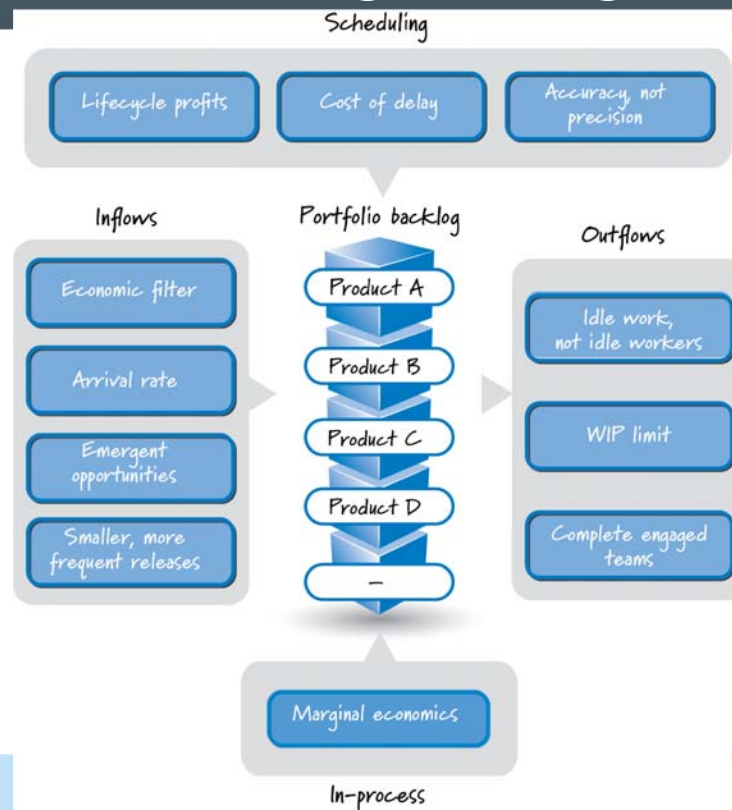 Scheduling
Lifecycle profits
Cost of delay
Accuracy, not
precision
Inflows
Economic filter
Arrival rate
Emergent
opportunities
Smaller, more
frequent releases
Portfolio backlog
Product A
Product B
Product C
Product D
–
Outflows
Idle work,
not idle workers
WIP limit
Complete engaged
teams
Marginal economics
In-process